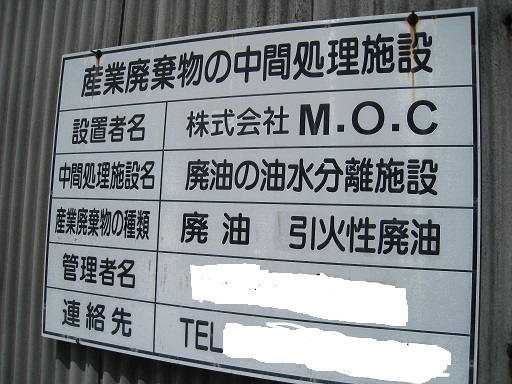 産業廃棄物の中間処理施設
設置者名 株式会社 M.O.C
中間処理施設名 廃油の油水分離施設
産業廃棄物の種類 廃油 引火性廃油
管理者名
連絡先 TEL